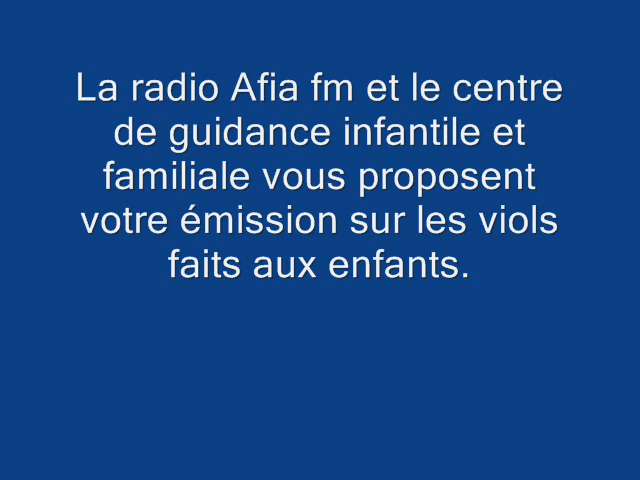 La radio Afia fm et le centre
de guidance infantile et
familiale vous proposent
votre émission sur les viols
faits aux enfants.